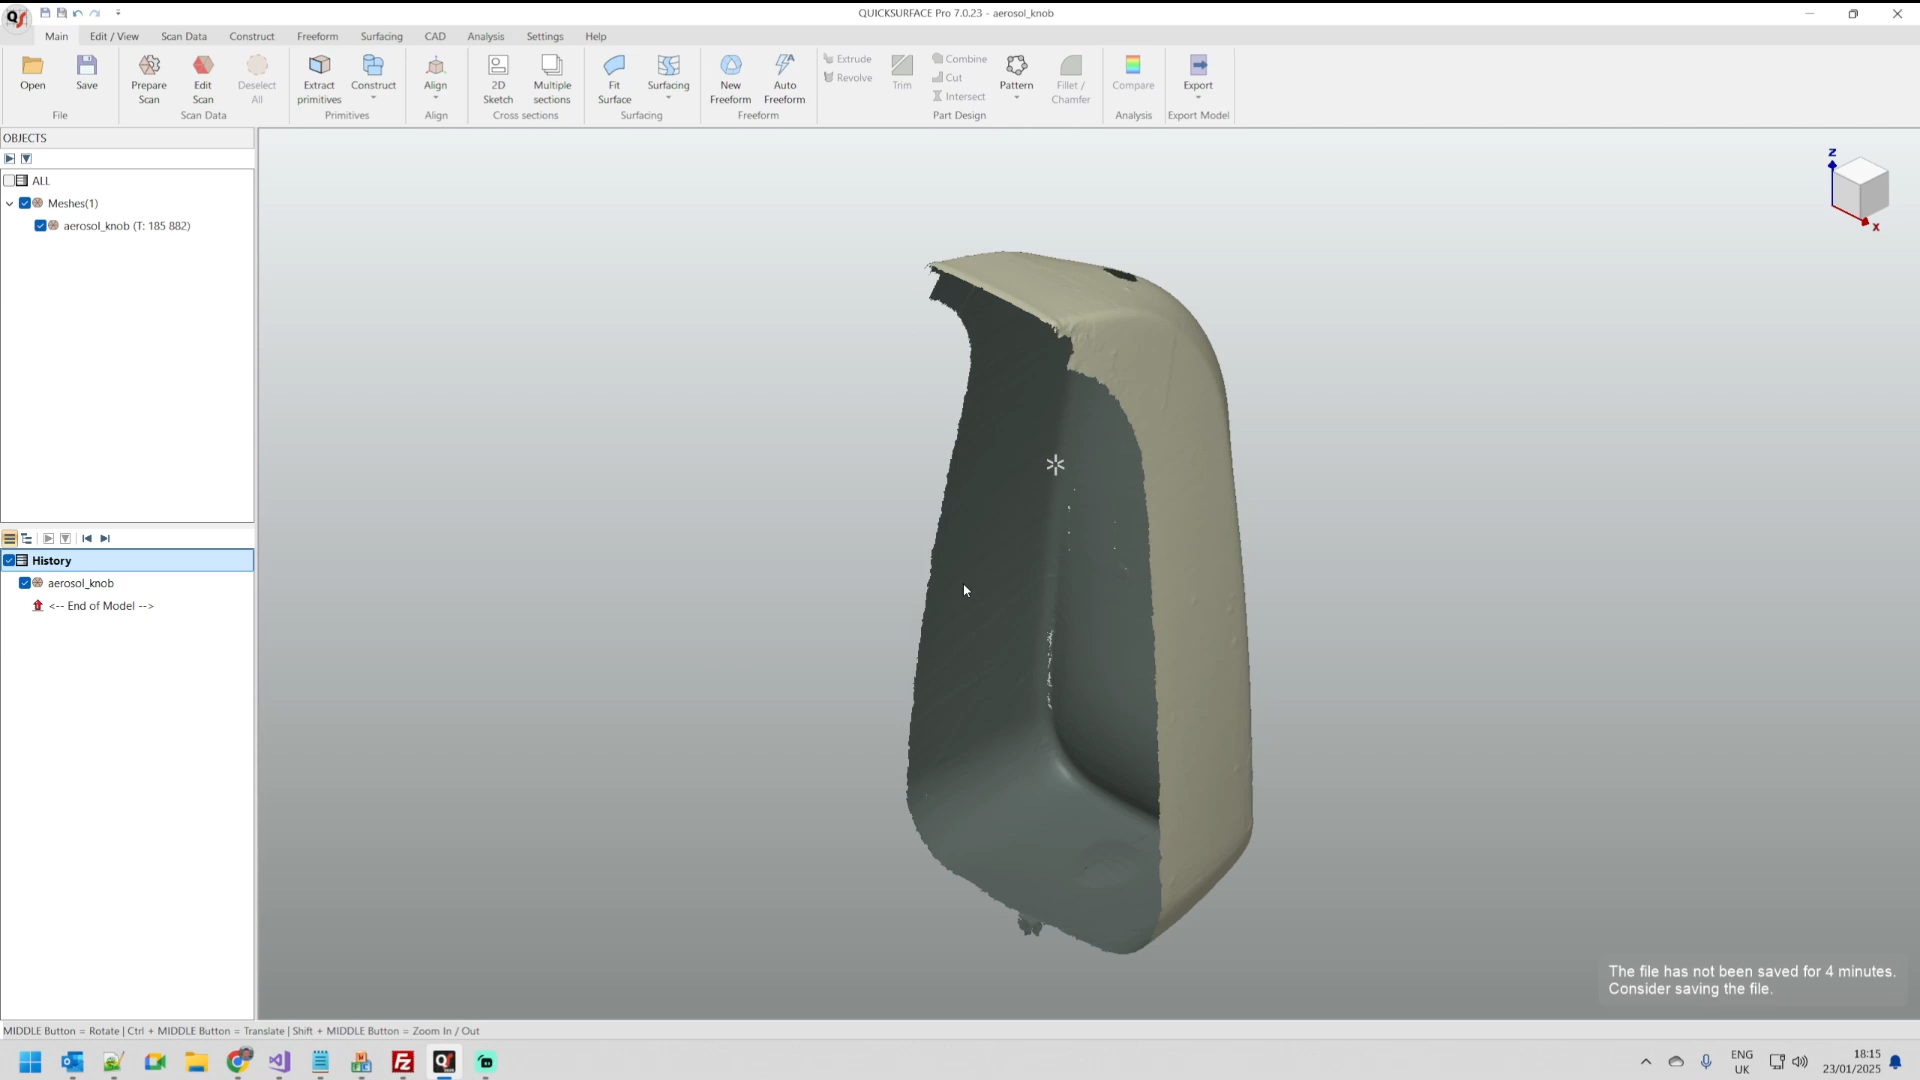 QUICKSURFACE Pro 7.0.23 - aerosol_knob
Main Edit / View Scan Data Construct Freeform Surfacing CAD Analysis Settings Help
Open
Save
File
Prepare
Scan
Edit
Scan
Deselect
All
Scan Data
Extract
primitives
Construct
Primitives
Align
Align
2D
Sketch
Multiple
sections
Cross sections
Fit
Surface
Surfacing
Surfacing
New
Freeform
Auto
Freeform
Freeform
Extrude
Revolve
Trim
Combine
Cut
Intersect
Pattern
Fillet /
Chamfer
Part Design
Compare
Analysis
Export
Export Model
OBJECTS
ALL
Meshes(1)
aerosol_knob (T: 185 882)
History
aerosol_knob
<-- End of Model -->
Z
X
The file has not been saved for 4 minutes.
Consider saving the file.
MIDDLE Button = Rotate | Ctrl + MIDDLE Button = Translate | Shift + MIDDLE Button = Zoom In / Out
ENG
UK
18:15
23/01/2025